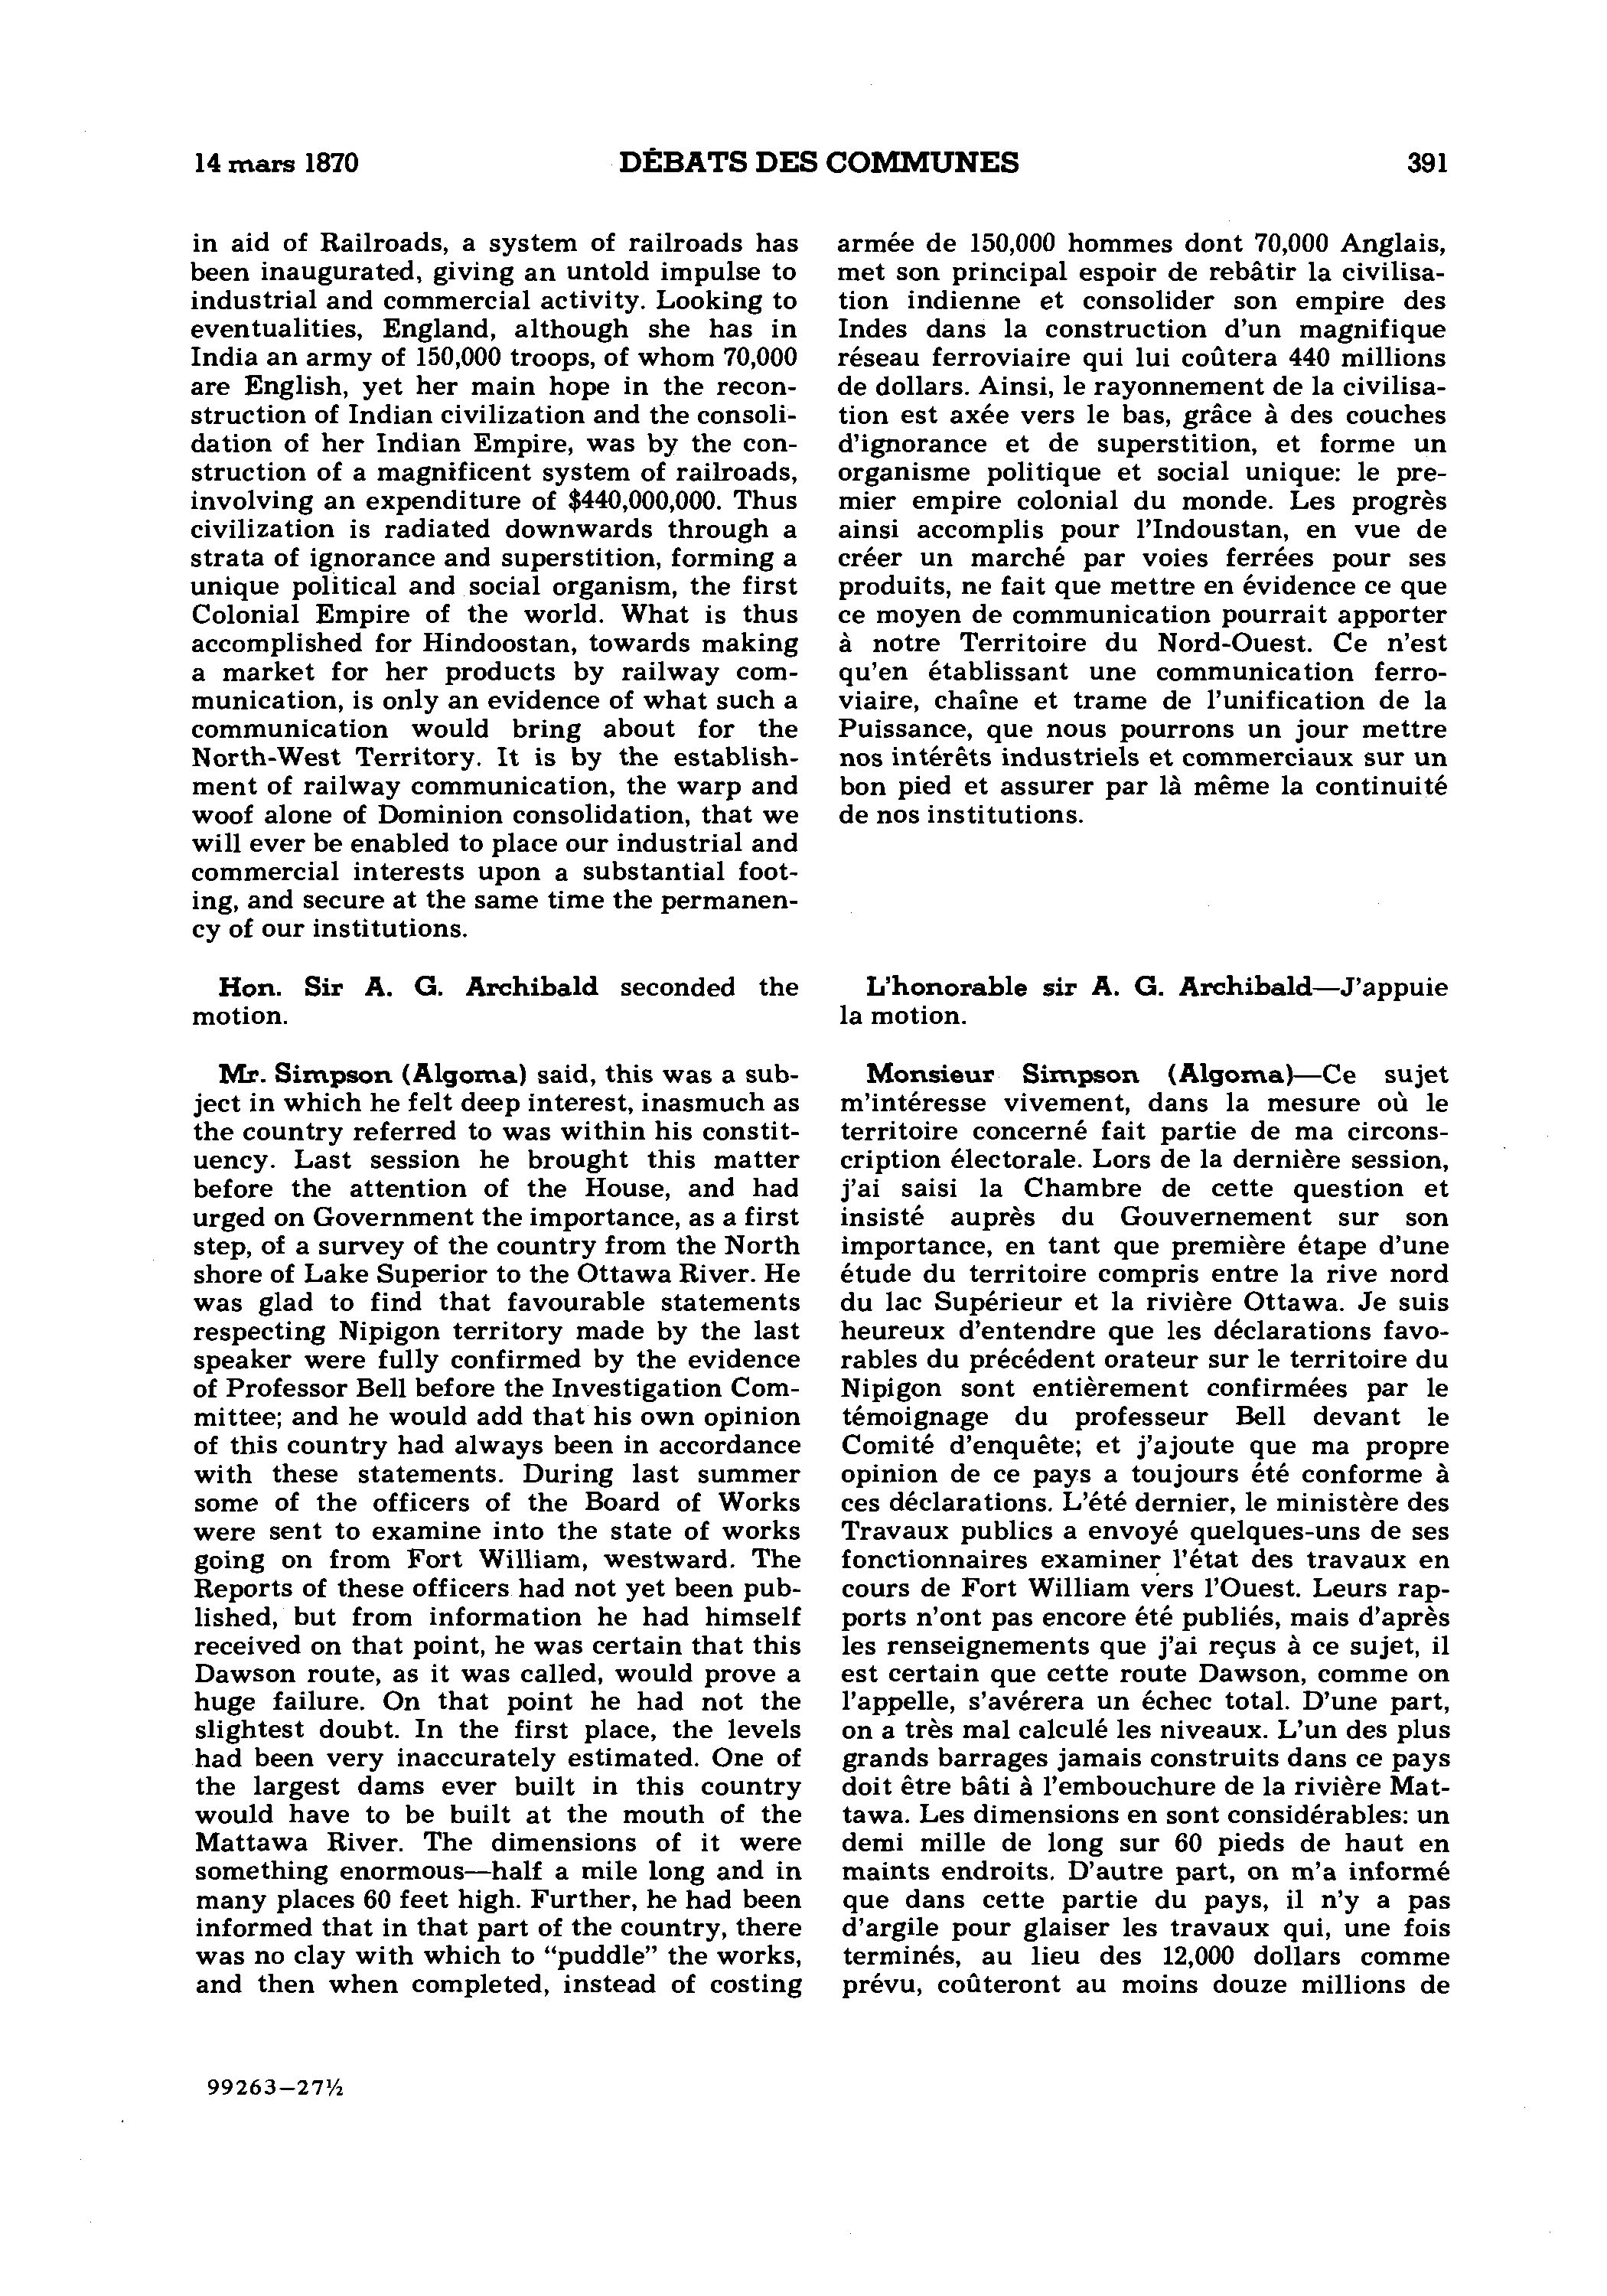 14 mars 1870
DÉBATS DES COMMUNES
391
in aid of Railroads, a system of railroads has
been inaugurated, giving an untold impulse to
industrial and commercial activity. Looking to
eventualities, England, although she has in
India an army of 150,000 troops, of whom 70,000
are English, yet her main hope in the recon-
struction of Indian civilization and the consoli-
dation of her Indian Empire, was by the con-
struction of a magnificent system of railroads,
involving an expenditure of $440,000,000. Thus
civilization is radiated downwards through a
strata of ignorance and superstition, forming a
unique political and social organism, the first
Colonial Empire of the world. What is thus
accomplished for Hindoostan, towards making
a market for her products by railway com-
munication, is only an evidence of what such a
communication would bring about for the
North-West Territory. It is by the establish-
ment of railway communication, the warp and
woof alone of Dominion consolidation, that we
will ever be enabled to place our industrial and
commercial interests upon a substantial foot-
ing, and secure at the same time the permanen-
cy of our institutions.
Hon. Sir A. G. Archibald seconded the
motion.
Mr. Simpson (Algoma) said, this was a sub-
ject in which he felt deep interest, inasmuch as
the country referred to was within his constit-
uency. Last session he brought this matter
before the attention of the House, and had
urged on Government the importance, as a first
step, of a survey of the country from the North
shore of Lake Superior to the Ottawa River. He
was glad to find that favourable statements
respecting Nipigon territory made by the last
speaker were fully confirmed by the evidence
of Professor Bell before the Investigation Com-
mittee; and he would add that his own opinion
of this country had always been in accordance
with these statements. During last summer
some of the officers of the Board of Works
were sent to examine into the state of works
going on from Fort William, westward. The
Reports of these officers had not yet been pub-
lished, but from information he had himself
received on that point, he was certain that this
Dawson route, as it was called, would prove a
huge failure. On that point he had not the
slightest doubt. In the first place, the levels
had been very inaccurately estimated. One of
the largest dams ever built in this country
would have to be built at the mouth of the
Mattawa River. The dimensions of it were
something enormous—half a mile long and in
many places 60 feet high. Further, he had been
informed that in that part of the country, there
was no clay with which to “puddle” the works,
and then when completed, instead of costing
armée de 150,000 hommes dont 70,000 Anglais,
met son principal espoir de rebâtir la civilisa-
tion indienne et consolider son empire des
Indes dans la construction d'un magnifique
réseau ferroviaire qui lui coûtera 440 millions
de dollars. Ainsi, le rayonnement de la civilisa-
tion est axée vers le bas, grâce à des couches
d'ignorance et de superstition, et forme un
organisme politique et social unique: le pre-
mier empire colonial du monde. Les progrès
ainsi accomplis pour l'Indoustan, en vue de
créer un marché par voies ferrées pour ses
produits, ne fait que mettre en évidence ce que
ce moyen de communication pourrait apporter
à notre Territoire du Nord-Ouest. Ce n'est
qu'en établissant une communication ferro-
viaire, chaîne et trame de l'unification de la
Puissance, que nous pourrons un jour mettre
nos intérêts industriels et commerciaux sur un
bon pied et assurer par là même la continuité
de nos institutions.
L'honorable sir A. G. Archibald—J'appuie
la motion.
Monsieur Simpson (Algoma)—Ce sujet
m'intéresse vivement, dans la mesure où le
territoire concerné fait partie de ma circons-
cription électorale. Lors de la dernière session,
j'ai saisi la Chambre de cette question et
insisté auprès du Gouvernement sur son
importance, en tant que première étape d'une
étude du territoire compris entre la rive nord
du lac Supérieur et la rivière Ottawa. Je suis
heureux d'entendre que les déclarations favo-
rables du précédent orateur sur le territoire du
Nipigon sont entièrement confirmées par le
témoignage du professeur Bell devant le
Comité d'enquête; et j'ajoute que ma propre
opinion de ce pays a toujours été conforme à
ces déclarations. L'été dernier, le ministère des
Travaux publics a envoyé quelques-uns de ses
fonctionnaires examiner l'état des travaux en
cours de Fort William vers l'Ouest. Leurs rap-
ports n'ont pas encore été publiés, mais d'après
les renseignements que j'ai reçus à ce sujet, il
est certain que cette route Dawson, comme on
l'appelle, s'avérera un échec total. D'une part,
on a très mal calculé les niveaux. L'un des plus
grands barrages jamais construits dans ce pays
doit être bâti à l'embouchure de la rivière Mat-
tawa. Les dimensions en sont considérables: un
demi mille de long sur 60 pieds de haut en
maints endroits. D'autre part, on m'a informé
que dans cette partie du pays, il n'y a pas
d'argile pour glaiser les travaux qui, une fois
terminés, au lieu des 12,000 dollars comme
prévu, coûteront au moins douze millions de
99263—27½